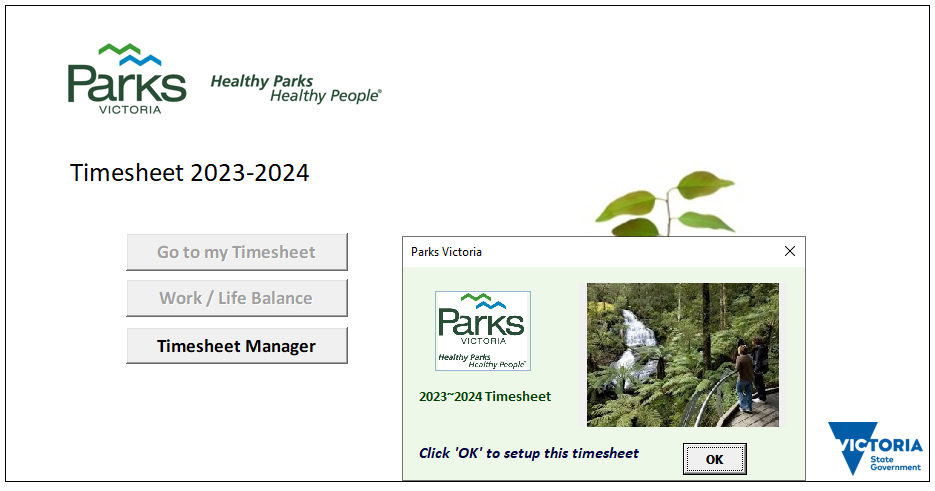 Parks
VICTORIA
Healthy Parks
Healthy People®
Timesheet 2023-2024
Go to my Timesheet
Work / Life Balance
Timesheet Manager
Parks Victoria
Parks
VICTORIA
Healthy Parks
Healthy People®
2023~2024 Timesheet
Click 'OK' to setup this timesheet
OK
VICTORIA
State
Government